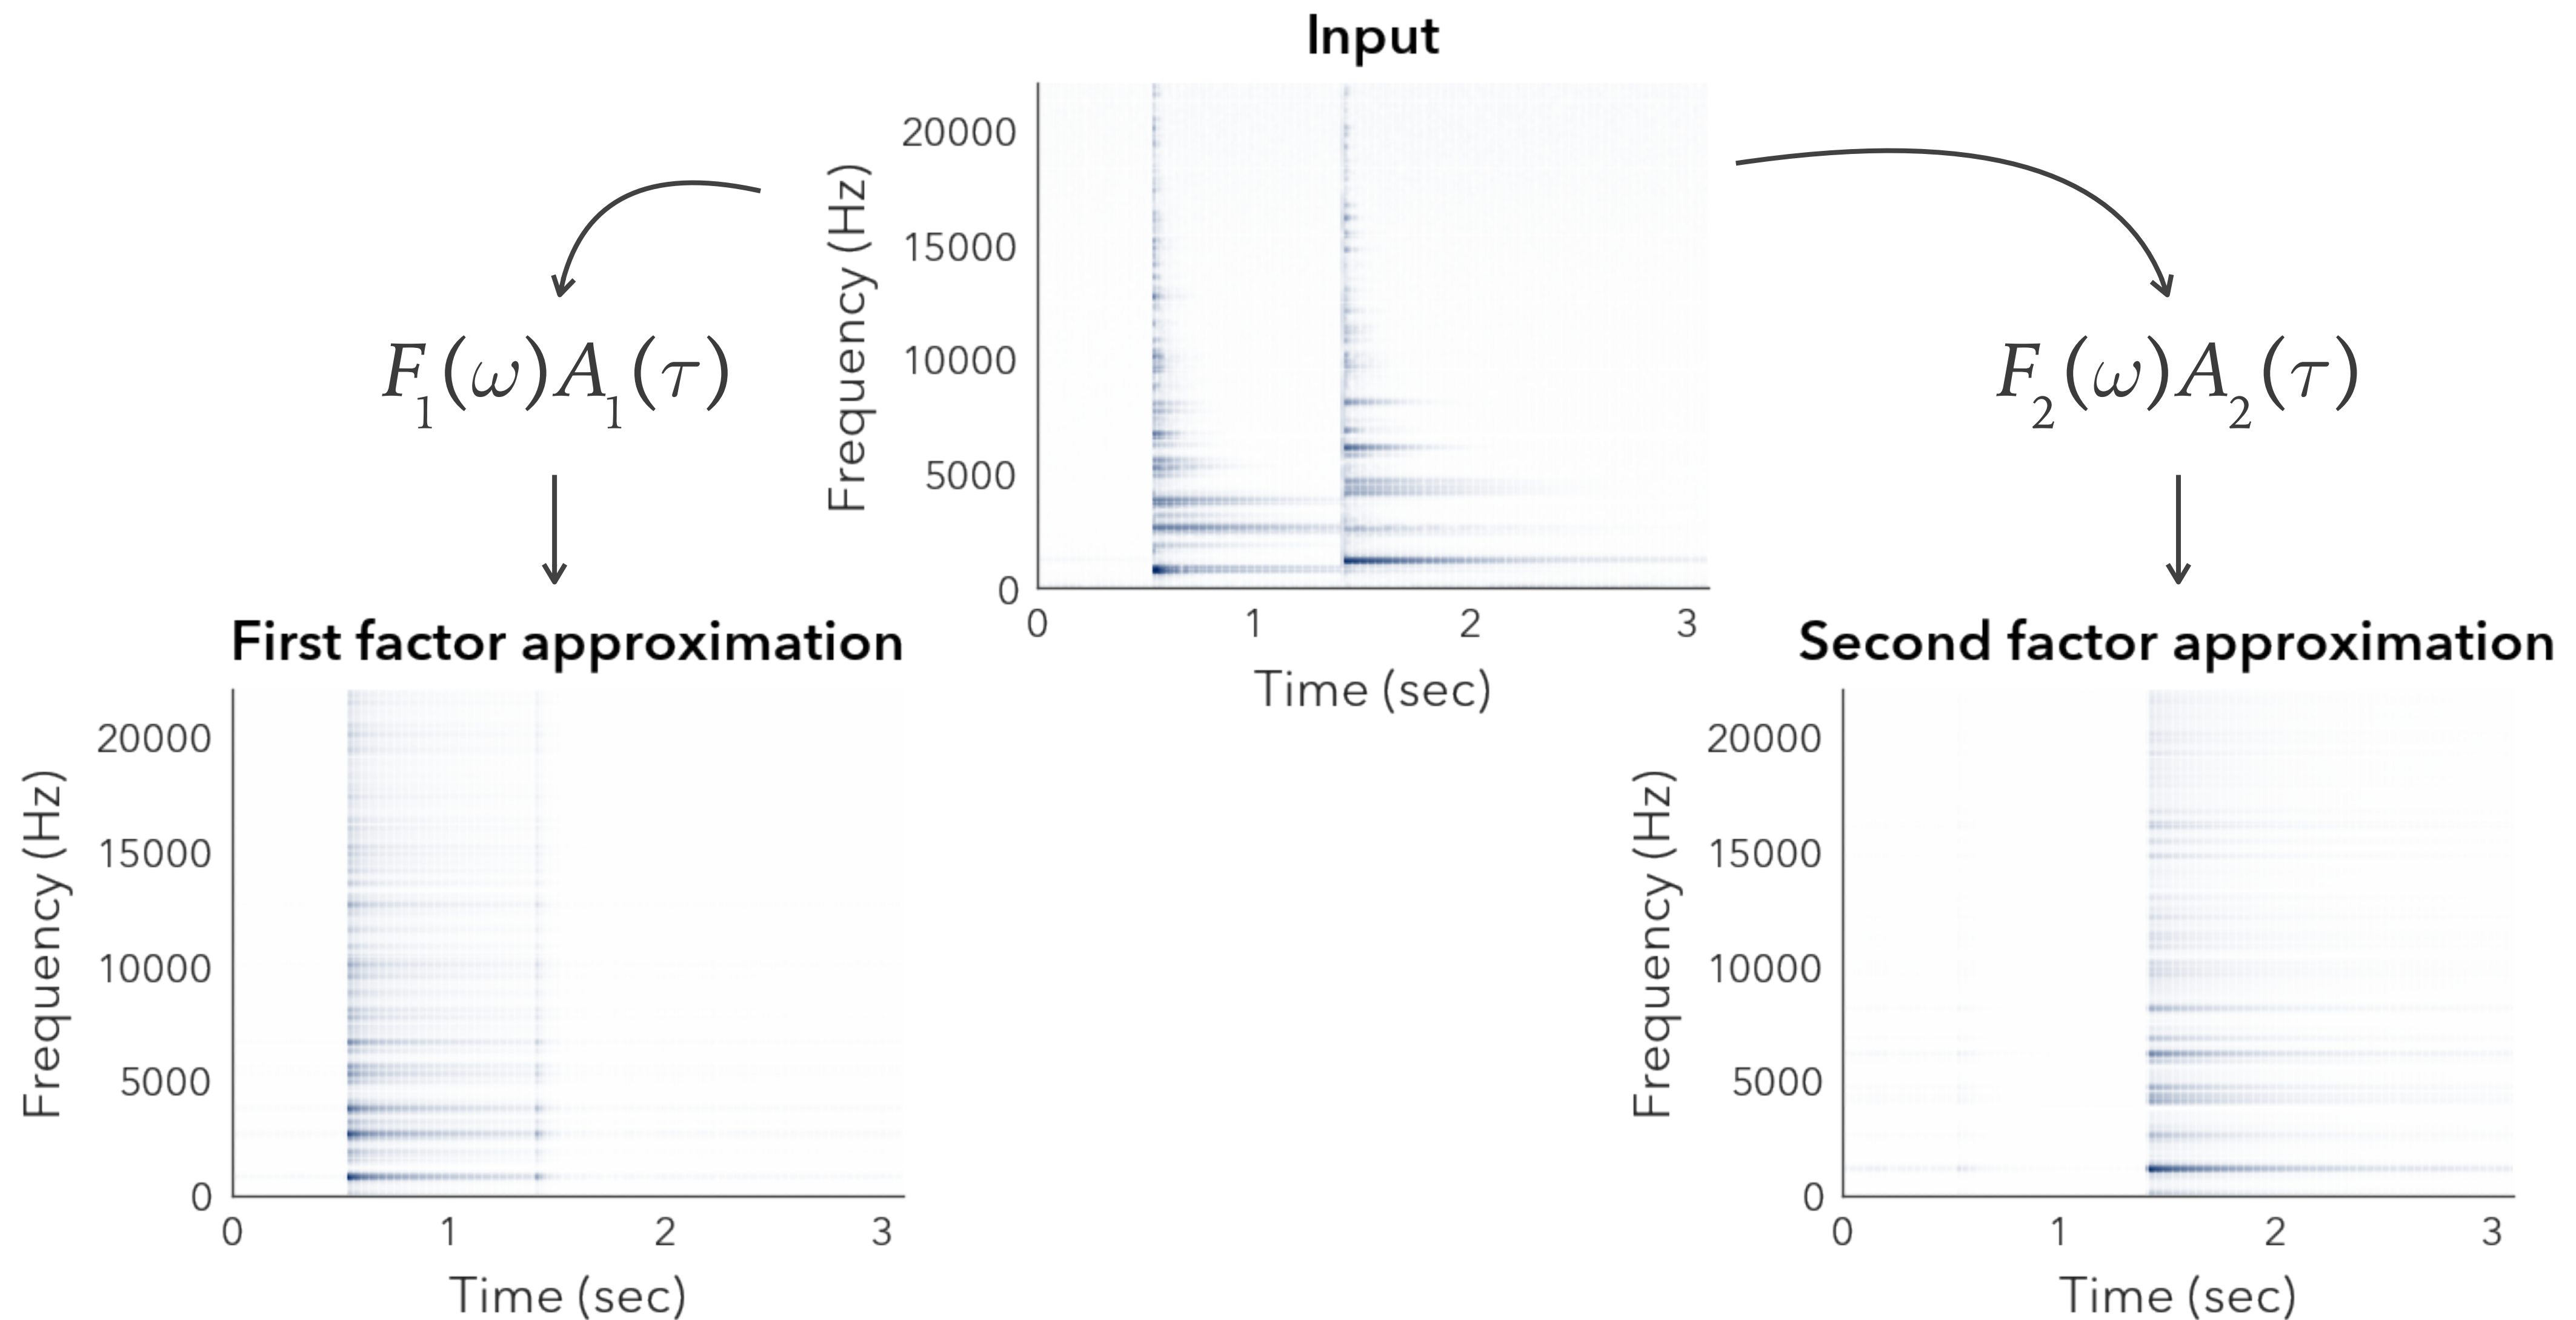 Input
Frequency (Hz)
20000
15000
10000
5000
0
0 1 2 3
Time (sec)
F₁(ω)A₁(τ)
F₂(ω)A₂(τ)
First factor approximation
Frequency (Hz)
20000
15000
10000
5000
0
0 1 2 3
Time (sec)
Second factor approximation
Frequency (Hz)
20000
15000
10000
5000
0
0 1 2 3
Time (sec)